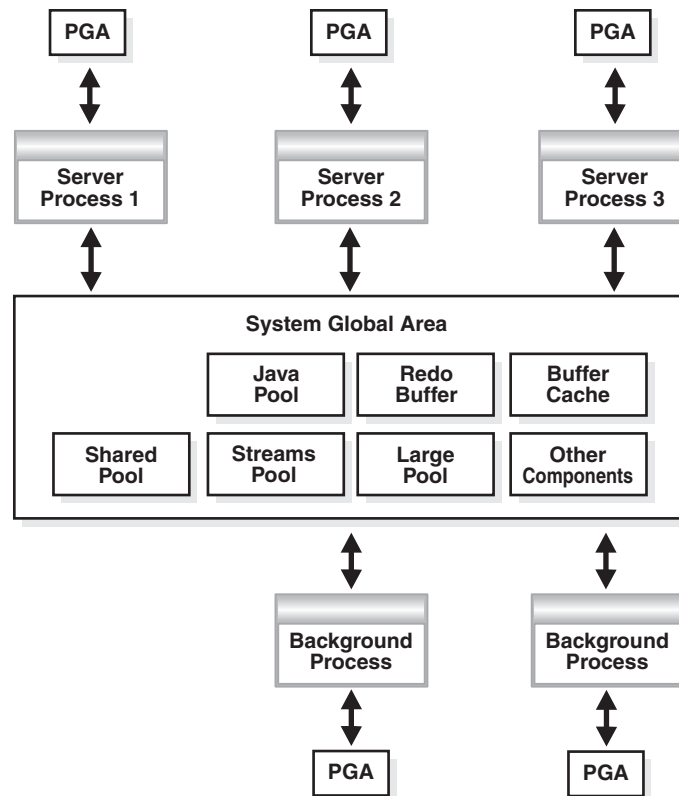 PGA
PGA
PGA
Server
Process 1
Server
Process 2
Server
Process 3
System Global Area
Java
Pool
Redo
Buffer
Buffer
Cache
Shared
Pool
Streams
Pool
Large
Pool
Other
Components
Background
Process
Background
Process
PGA
PGA